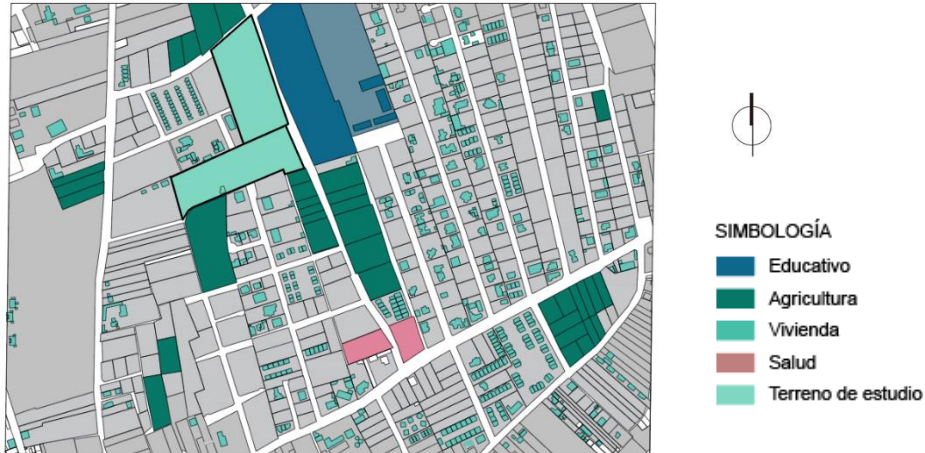 SIMBOLOGÍA
Educativo
Agricultura
Vivienda
Salud
Terreno de estudio